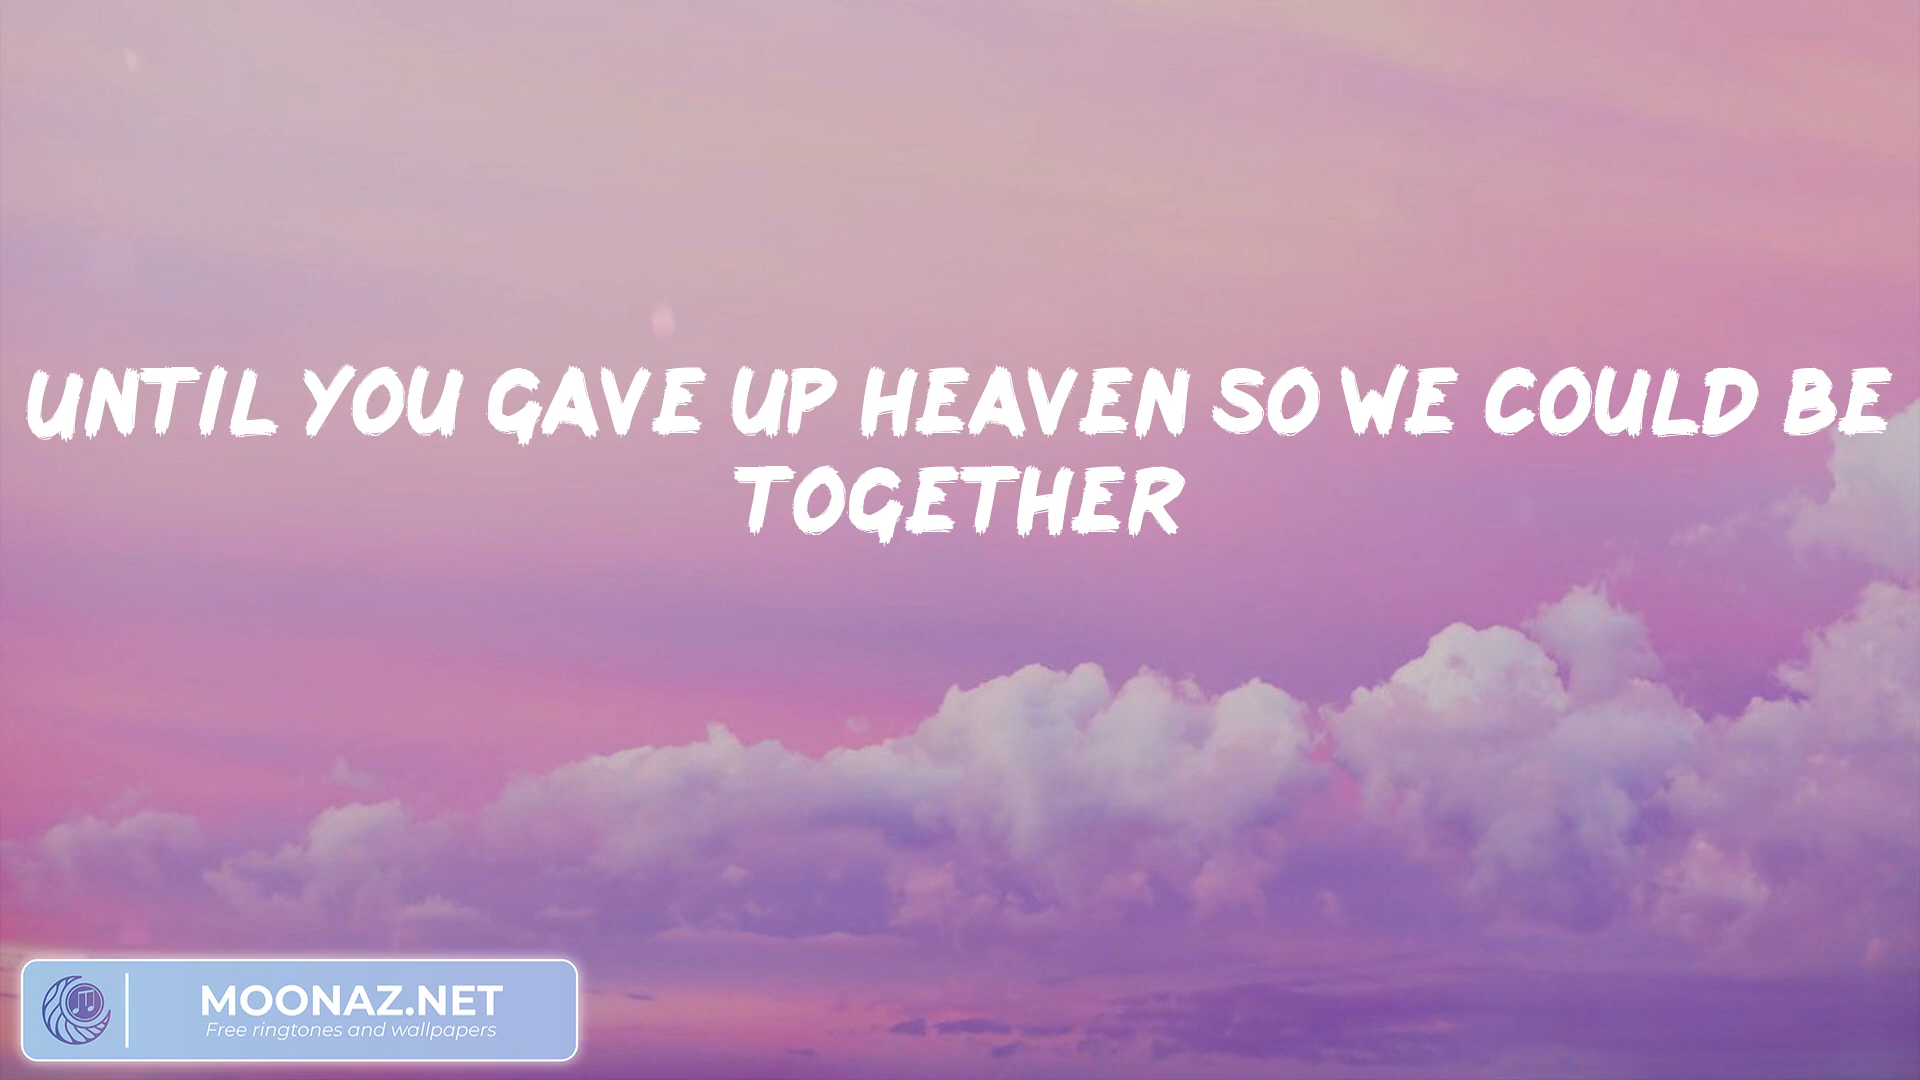 UNTIL YOU GAVE UP HEAVEN SO WE COULD BE
TOGETHER
MOONAZ.NET
Free ringtones and wallpapers